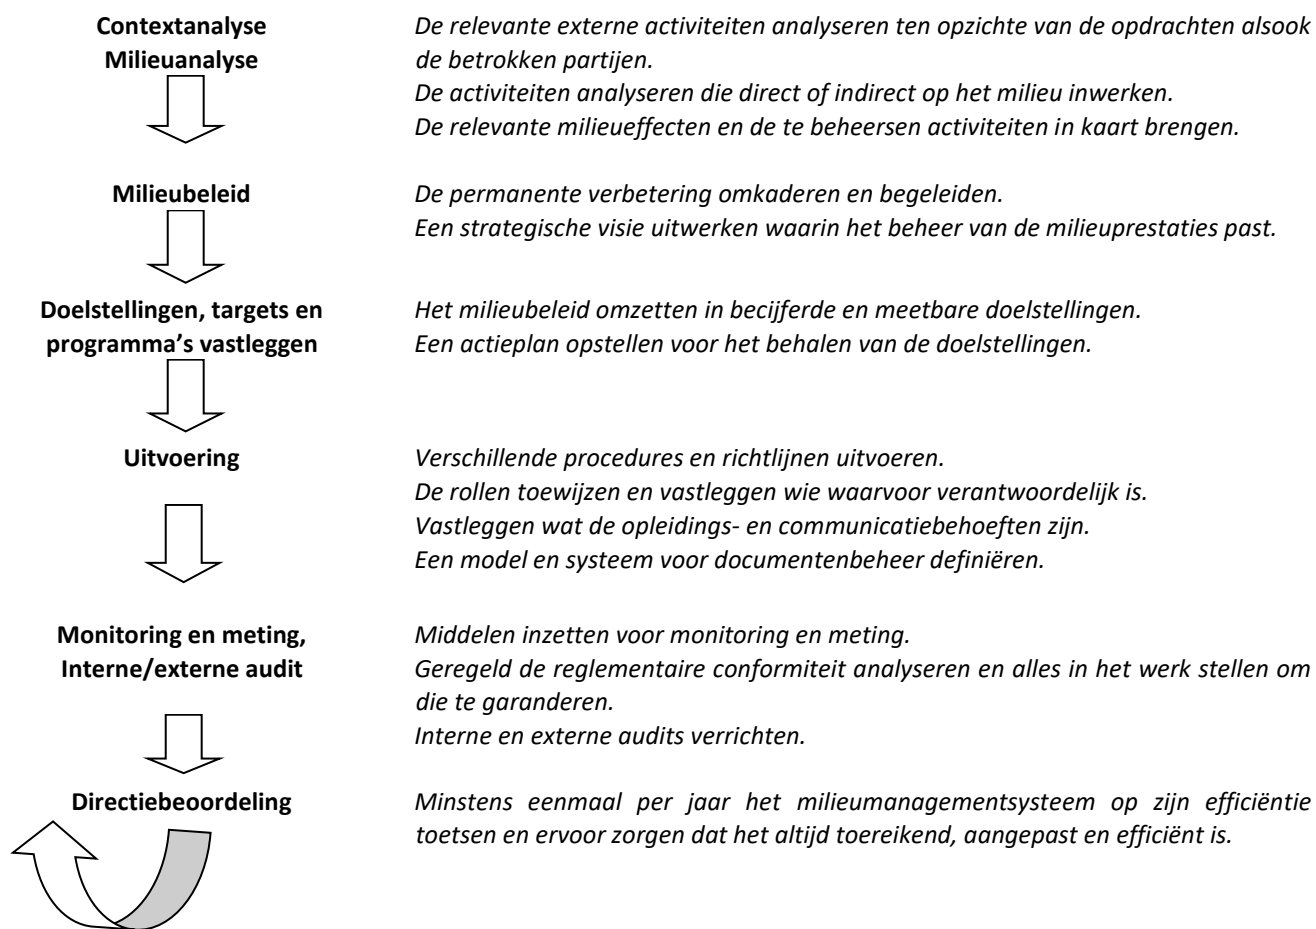 Contextanalyse
Milieuanalyse
De relevante externe activiteiten analyseren ten opzichte van de opdrachten alsook
de betrokken partijen.
De activiteiten analyseren die direct of indirect op het milieu inwerken.
De relevante milieueffecten en de te beheersen activiteiten in kaart brengen.
Milieubeleid
De permanente verbetering omkaderen en begeleiden.
Een strategische visie uitwerken waarin het beheer van de milieuprestaties past.
Doelstellingen, targets en
programma’s vastleggen
Het milieubeleid omzetten in becijferde en meetbare doelstellingen.
Een actieplan opstellen voor het behalen van de doelstellingen.
Uitvoering
Verschillende procedures en richtlijnen uitvoeren.
De rollen toewijzen en vastleggen wie waarvoor verantwoordelijk is.
Vastleggen wat de opleidings- en communicatiebehoeften zijn.
Een model en systeem voor documentenbeheer definiëren.
Monitoring en meting,
Interne/externe audit
Middelen inzetten voor monitoring en meting.
Geregeld de reglementaire conformiteit analyseren en alles in het werk stellen om
die te garanderen.
Interne en externe audits verrichten.
Directiebeoordeling
Minstens eenmaal per jaar het milieumanagementsysteem op zijn efficiëntie
toetsen en ervoor zorgen dat het altijd toereikend, aangepast en efficiënt is.